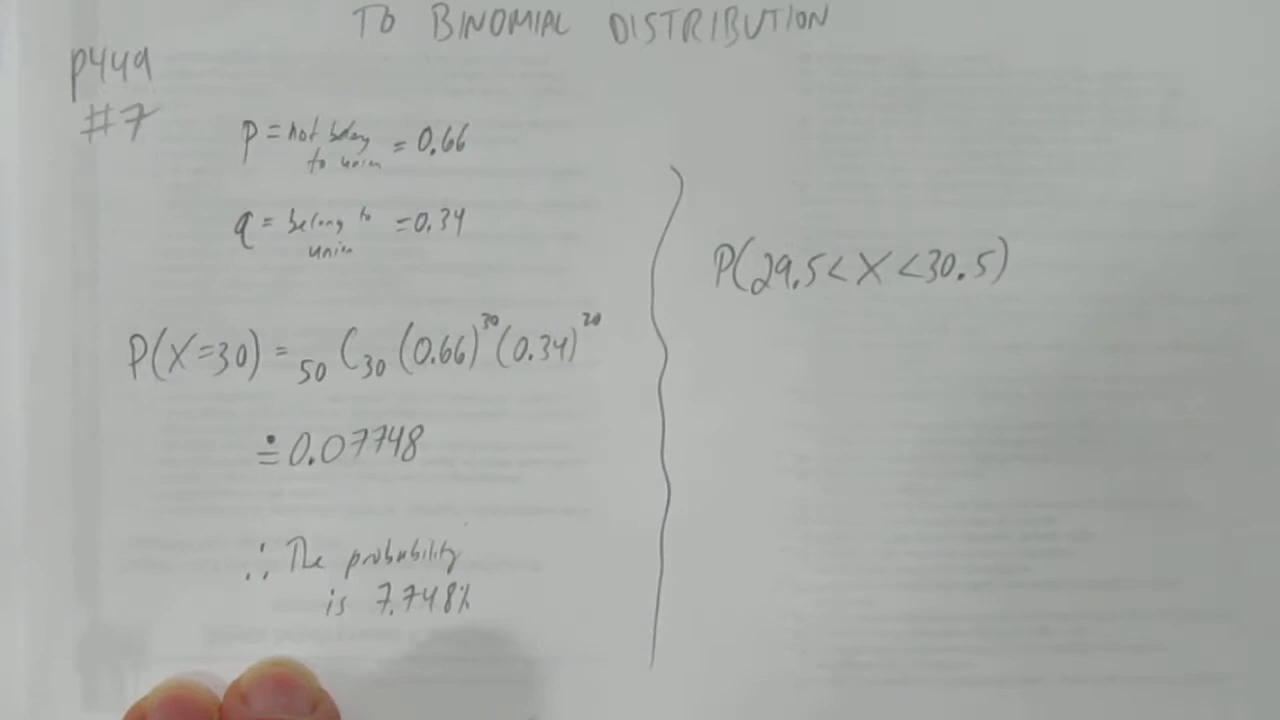 TO BINOMIAL DISTRIBUTION
p449
#7
p = not belong to union = 0.66
q = belong to union = 0.34
P(X=30) = ₅₀C₃₀ (0.66)³⁰ (0.34)²⁰
≐ 0.07748
∴ The probability
is 7.748%
P(29.5 < X < 30.5)